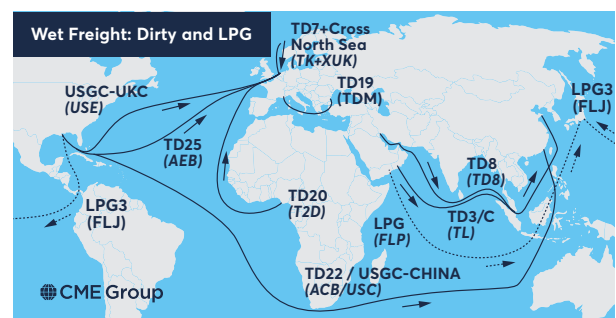 Wet Freight: Dirty and LPG
TD7+Cross
North Sea
(TK+XUK)
USGC-UKC
(USE)
TD19
(TDM)
LPG3
(FLJ)
TD25
(AEB)
TD8
(TD8)
LPG3
(FLJ)
TD20
(T2D)
LPG
(FLP)
TD3/C
(TL)
TD22 / USGC-CHINA
(ACB/USC)
CME Group